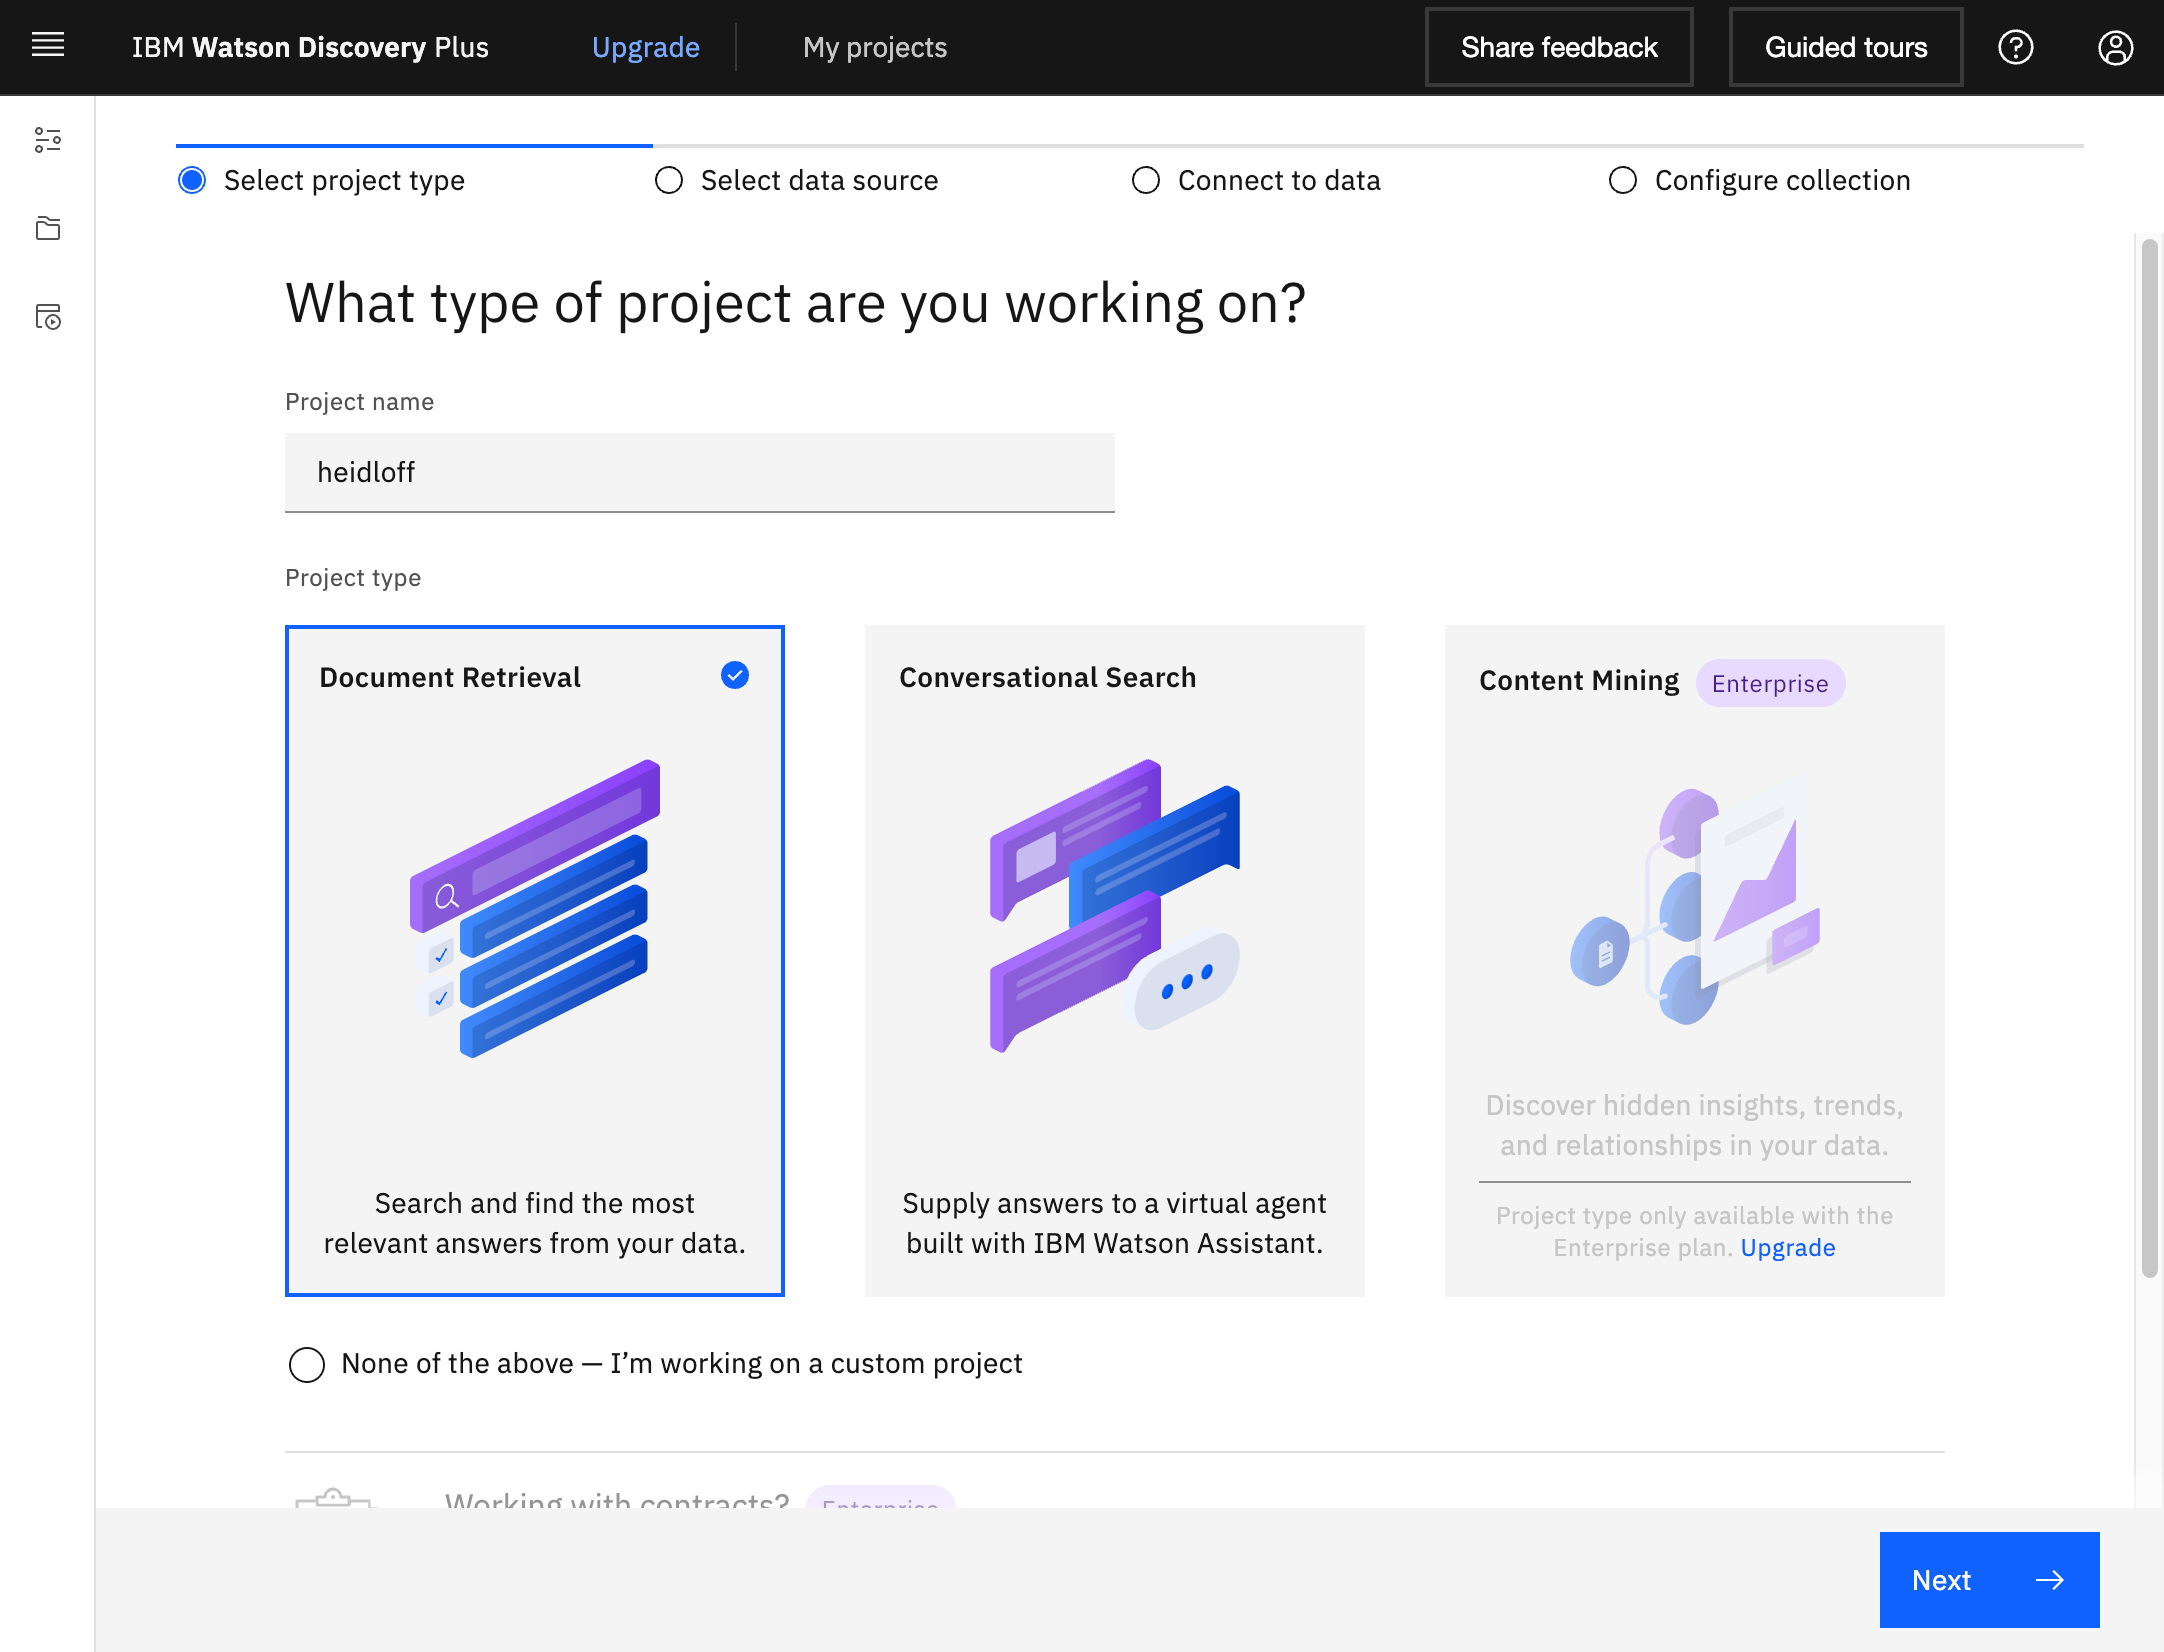 IBM Watson Discovery Plus
Upgrade
My projects
Share feedback
Guided tours
Select project type
Select data source
Connect to data
Configure collection
What type of project are you working on?
Project name
heidloff
Project type
Document Retrieval
Search and find the most
relevant answers from your data.
Conversational Search
Supply answers to a virtual agent
built with IBM Watson Assistant.
Content Mining Enterprise
Discover hidden insights, trends,
and relationships in your data.
Project type only available with the
Enterprise plan. Upgrade
None of the above — I’m working on a custom project
Working with contracts? Enterprise
Next